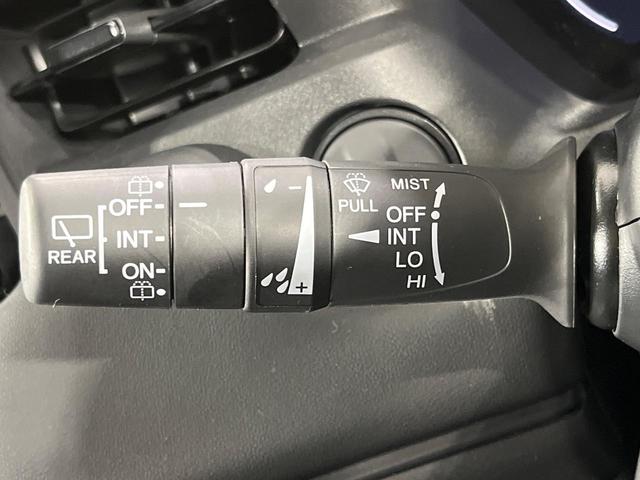 REAR
OFF
INT
ON
-
+
PULL
MIST
OFF
INT
LO
HI